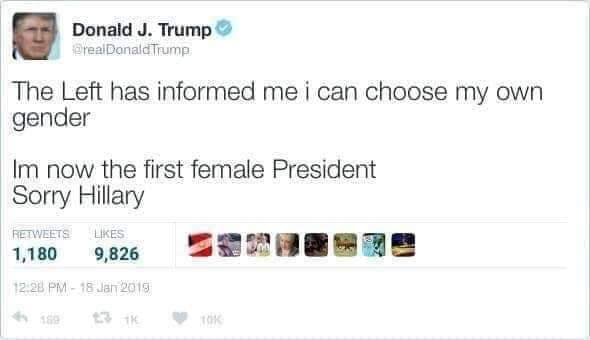 Donald J. Trump
@realDonaldTrump
The Left has informed me i can choose my own
gender
Im now the first female President
Sorry Hillary
RETWEETS LIKES
1,180 9,826
12:26 PM - 18 Jan 2019
189 1K 10K